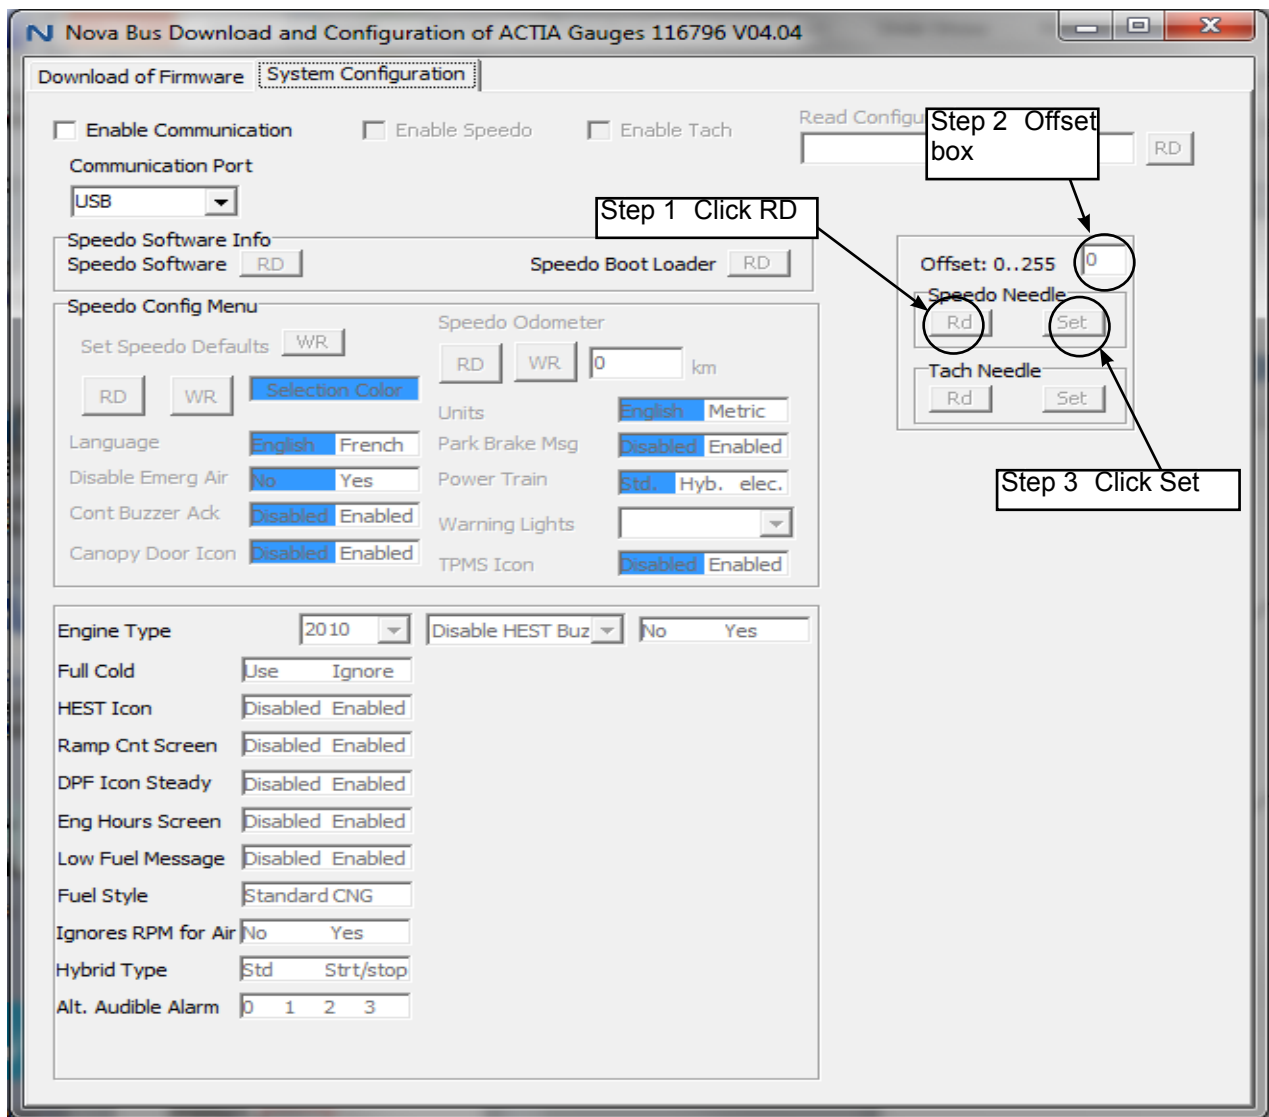 Nova Bus Download and Configuration of ACTIA Gauges 116796 V04.04
Download of Firmware System Configuration
Enable Communication Enable Speedo Enable Tach
Read Configu
RD
Step 2 Offset
box
Communication Port
USB
Step 1 Click RD
Speedo Software Info
Speedo Software RD Speedo Boot Loader RD
Offset: 0..255 0
Speedo Needle
Rd Set
Tach Needle
Rd Set
Step 3 Click Set
Speedo Config Menu
Set Speedo Defaults WR
RD WR Selection Color
Language English French
Disable Emerg Air No Yes
Cont Buzzer Ack Disabled Enabled
Canopy Door Icon Disabled Enabled
Speedo Odometer
RD WR 0 km
Units English Metric
Park Brake Msg Disabled Enabled
Power Train Std. Hyb. elec.
Warning Lights
TPMS Icon Disabled Enabled
Engine Type 2010 Disable HEST Buz No Yes
Full Cold Use Ignore
HEST Icon Disabled Enabled
Ramp Cnt Screen Disabled Enabled
DPF Icon Steady Disabled Enabled
Eng Hours Screen Disabled Enabled
Low Fuel Message Disabled Enabled
Fuel Style Standard CNG
Ignores RPM for Air No Yes
Hybrid Type Std Strt/stop
Alt. Audible Alarm 0 1 2 3